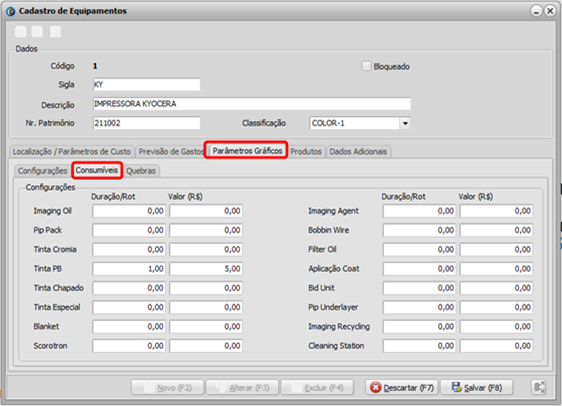 Cadastro de Equipamentos
Dados
Código 1 Bloqueado
Sigla KY
Descrição IMPRESSORA KYOCERA
Nr. Patrimônio 211002 Classificação COLOR-1
Localização / Parâmetros de Custo Previsão de Gastos Parâmetros Gráficos Produtos Dados Adicionais
Configurações Consumíveis Quebras
Configurações
Duração/Rot Valor (R$) Duração/Rot Valor (R$)
Imaging Oil 0,00 0,00 Imaging Agent 0,00 0,00
Pip Pack 0,00 0,00 Bobbin Wire 0,00 0,00
Tinta Cromia 0,00 0,00 Filter Oil 0,00 0,00
Tinta PB 1,00 5,00 Aplicação Coat 0,00 0,00
Tinta Chapado 0,00 0,00 Bid Unit 0,00 0,00
Tinta Especial 0,00 0,00 Pip Underlayer 0,00 0,00
Blanket 0,00 0,00 Imaging Recycling 0,00 0,00
Scorotron 0,00 0,00 Cleaning Station 0,00 0,00
Novo (F2) Alterar (F3) Excluir (F4) Descartar (F7) Salvar (F8)